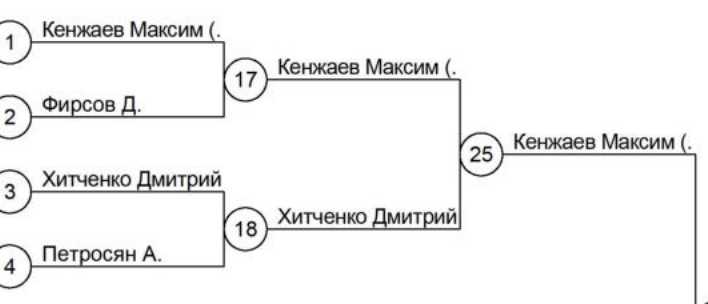 1
Кенжаев Максим (.
2
Фирсов Д.
17
Кенжаев Максим (.
3
Хитченко Дмитрий
4
Петросян А.
18
Хитченко Дмитрий
25
Кенжаев Максим (.